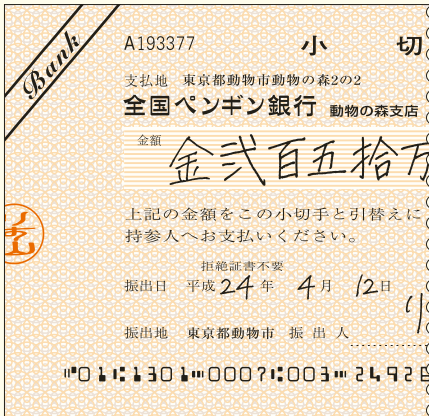 Bank
A193377 小切
支払地 東京都動物市動物の森2の2
全国ペンギン銀行 動物の森支店
金額
金弐百五拾万
上記の金額をこの小切手と引替えに
持参人へお支払いください。
拒絶証書不要
振出日 平成24年 4月 12日
振出地 東京都動物市 振出人